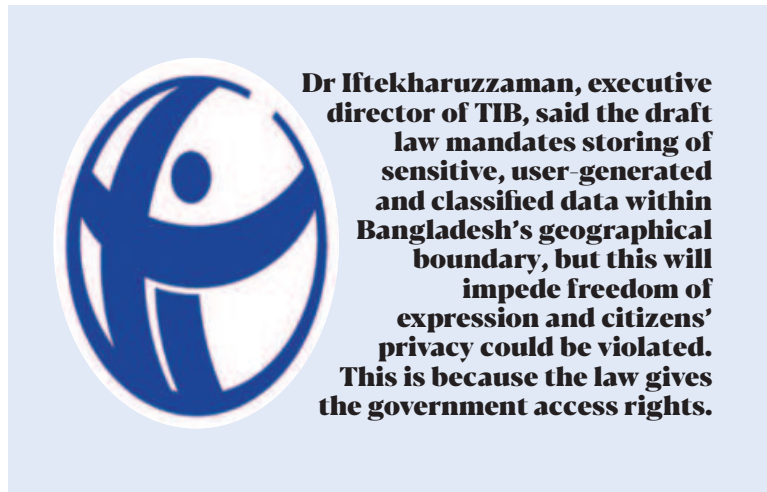 Dr Iftekharuzzaman, executive
director of TIB, said the draft
law mandates storing of
sensitive, user-generated
and classified data within
Bangladesh’s geographical
boundary, but this will
impede freedom of
expression and citizens’
privacy could be violated.
This is because the law gives
the government access rights.